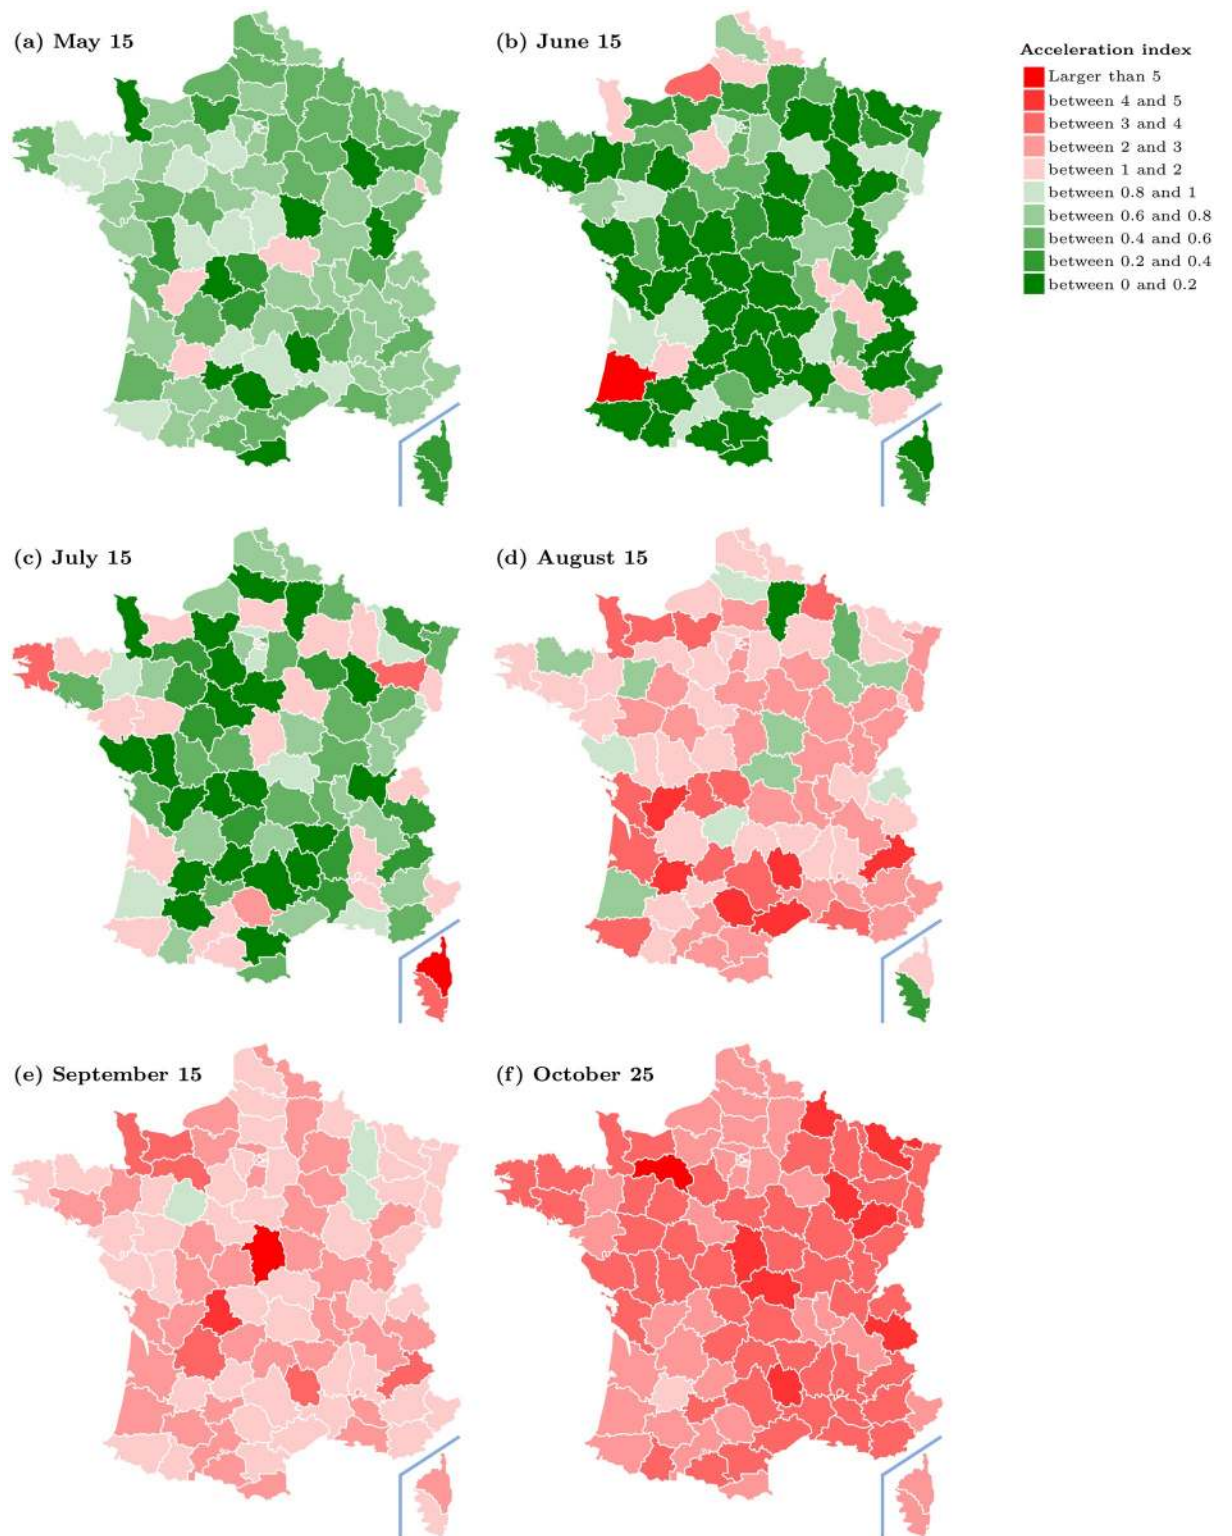 (a) May 15
(b) June 15
Acceleration index
Larger than 5
between 4 and 5
between 3 and 4
between 2 and 3
between 1 and 2
between 0.8 and 1
between 0.6 and 0.8
between 0.4 and 0.6
between 0.2 and 0.4
between 0 and 0.2
(c) July 15
(d) August 15
(e) September 15
(f) October 25